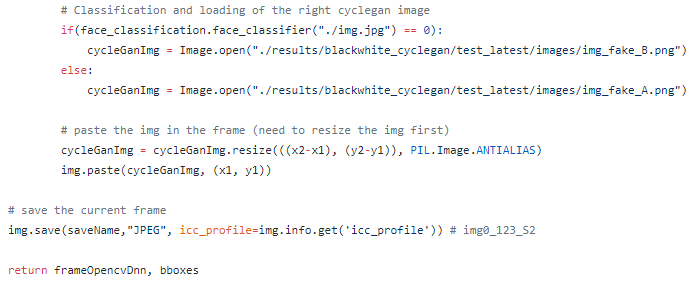 # Classification and loading of the right cyclegan image
if(face_classification.face_classifier("./img.jpg") == 0):
cycleGanImg = Image.open("./results/blackwhite_cyclegan/test_latest/images/img_fake_B.png")
else:
cycleGanImg = Image.open("./results/blackwhite_cyclegan/test_latest/images/img_fake_A.png")
# paste the img in the frame (need to resize the img first)
cycleGanImg = cycleGanImg.resize(((x2-x1), (y2-y1)), PIL.Image.ANTIALIAS)
img.paste(cycleGanImg, (x1, y1))
# save the current frame
img.save(saveName,"JPEG", icc_profile=img.info.get('icc_profile')) # img0_123_S2
return frameOpencvDnn, bboxes